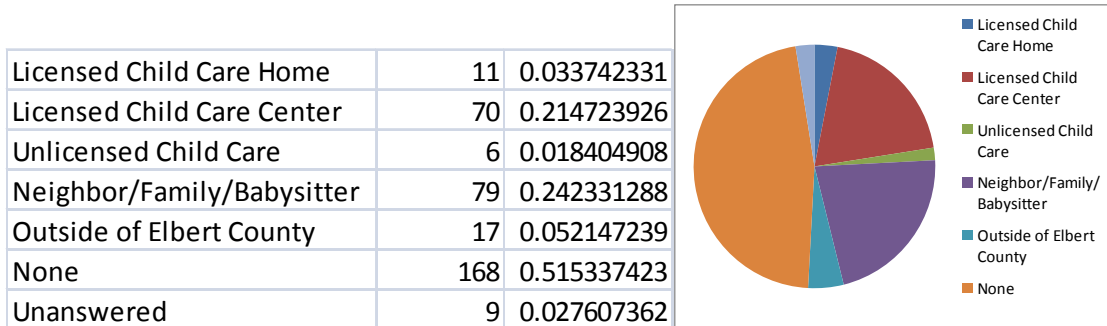 Licensed Child Care Home 11 0.033742331
Licensed Child Care Center 70 0.214723926
Unlicensed Child Care 6 0.018404908
Neighbor/Family/Babysitter 79 0.242331288
Outside of Elbert County 17 0.052147239
None 168 0.515337423
Unanswered 9 0.027607362
Licensed Child
Care Home
Licensed Child
Care Center
Unlicensed Child
Care
Neighbor/Family/
Babysitter
Outside of Elbert
County
None